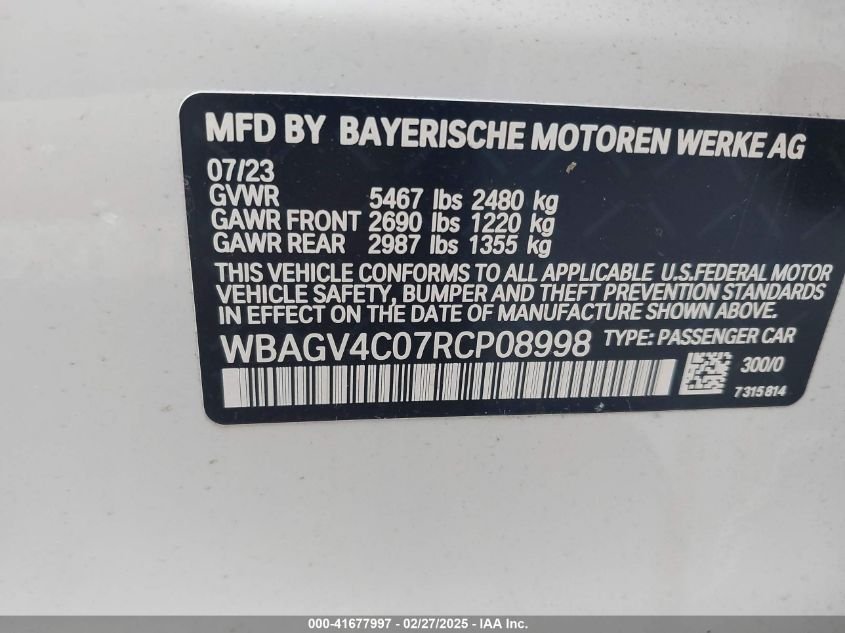 MFD BY BAYERISCHE MOTOREN WERKE AG
07/23
GVWR 5467 lbs 2480 kg
GAWR FRONT 2690 lbs 1220 kg
GAWR REAR 2987 lbs 1355 kg
THIS VEHICLE CONFORMS TO ALL APPLICABLE U.S.FEDERAL MOTOR
VEHICLE SAFETY, BUMPER AND THEFT PREVENTION STANDARDS
IN EFFECT ON THE DATE OF MANUFACTURE SHOWN ABOVE.
WBAGV4C07RCP08998 TYPE: PASSENGER CAR
300/0
7315814
000-41677997 - 02/27/2025 - IAA Inc.